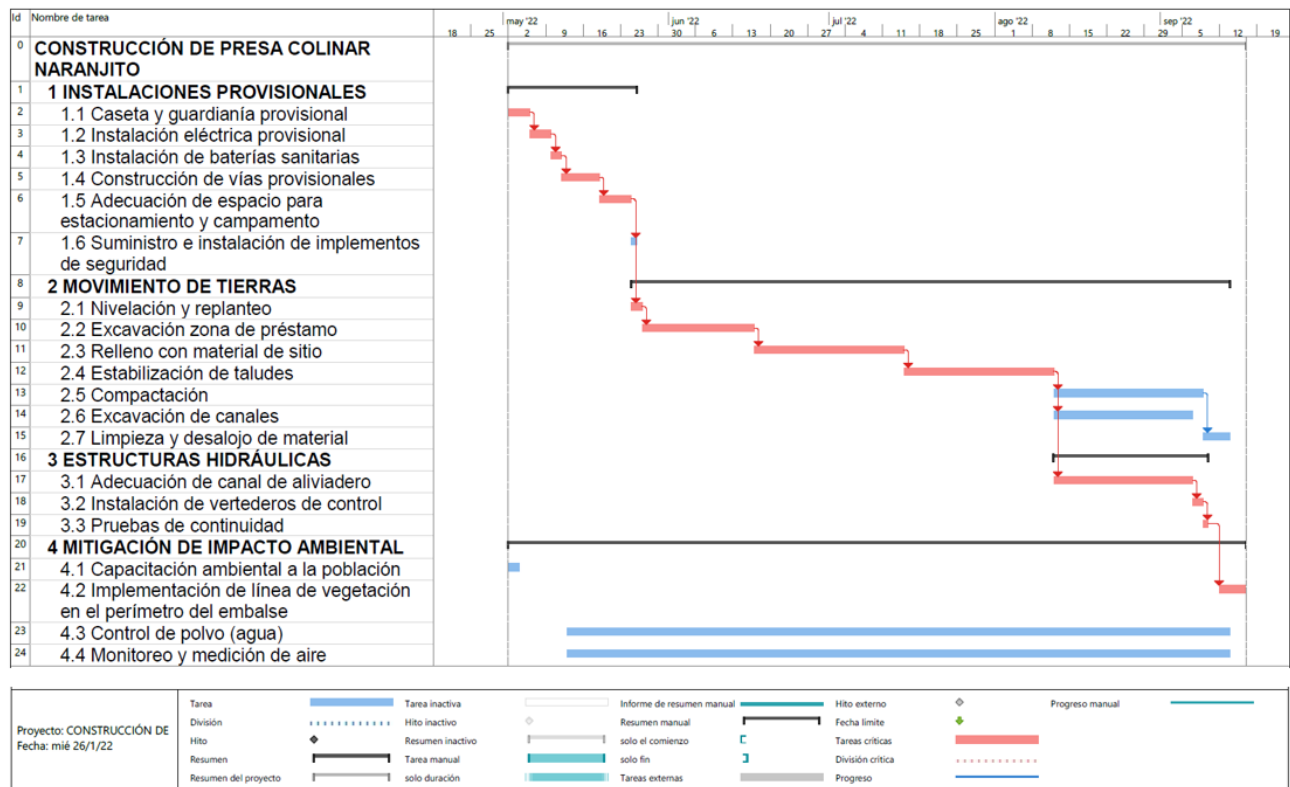 Id Nombre de tarea may '22 jun '22 jul '22 ago '22 sep '22
18 25 2 9 16 23 30 6 13 20 27 4 11 18 25 1 8 15 22 29 5 12 19
0 CONSTRUCCIÓN DE PRESA COLINAR
NARANJITO
1 1 INSTALACIONES PROVISIONALES
2 1.1 Caseta y guardianía provisional
3 1.2 Instalación eléctrica provisional
4 1.3 Instalación de baterías sanitarias
5 1.4 Construcción de vías provisionales
6 1.5 Adecuación de espacio para
estacionamiento y campamento
7 1.6 Suministro e instalación de implementos
de seguridad
8 2 MOVIMIENTO DE TIERRAS
9 2.1 Nivelación y replanteo
10 2.2 Excavación zona de préstamo
11 2.3 Relleno con material de sitio
12 2.4 Estabilización de taludes
13 2.5 Compactación
14 2.6 Excavación de canales
15 2.7 Limpieza y desalojo de material
16 3 ESTRUCTURAS HIDRÁULICAS
17 3.1 Adecuación de canal de aliviadero
18 3.2 Instalación de vertederos de control
19 3.3 Pruebas de continuidad
20 4 MITIGACIÓN DE IMPACTO AMBIENTAL
21 4.1 Capacitación ambiental a la población
22 4.2 Implementación de línea de vegetación
en el perímetro del embalse
23 4.3 Control de polvo (agua)
24 4.4 Monitoreo y medición de aire
Proyecto: CONSTRUCCIÓN DE
Fecha: mié 26/1/22
Tarea Tarea inactiva Informe de resumen manual Hito externo Progreso manual
División Hito inactivo Resumen manual Fecha límite
Hito Resumen inactivo solo el comienzo Tareas críticas
Resumen Tarea manual solo fin División crítica
Resumen del proyecto solo duración Tareas externas Progreso